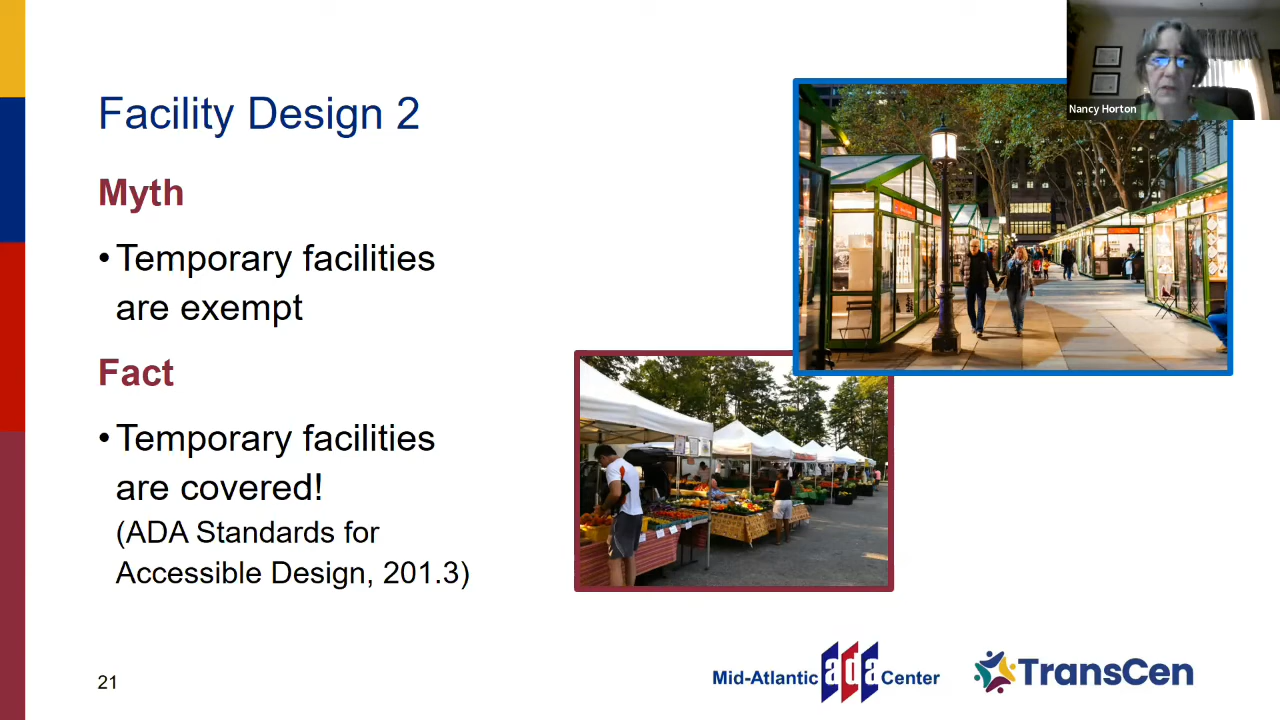 Nancy Horton
Facility Design 2
Myth
• Temporary facilities
are exempt
Fact
• Temporary facilities
are covered!
(ADA Standards for
Accessible Design, 201.3)
21
Mid-Atlantic ada Center
TransCen